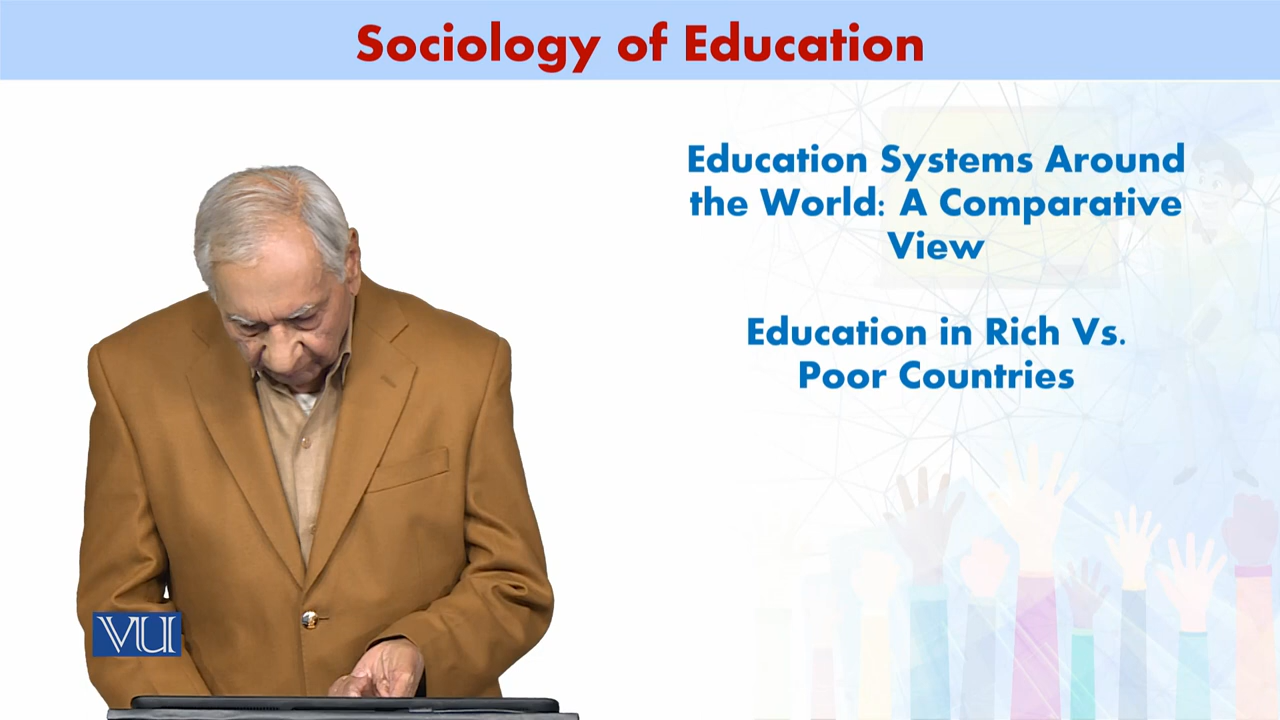 Sociology of Education
Education Systems Around
the World: A Comparative
View
Education in Rich Vs.
Poor Countries
VU